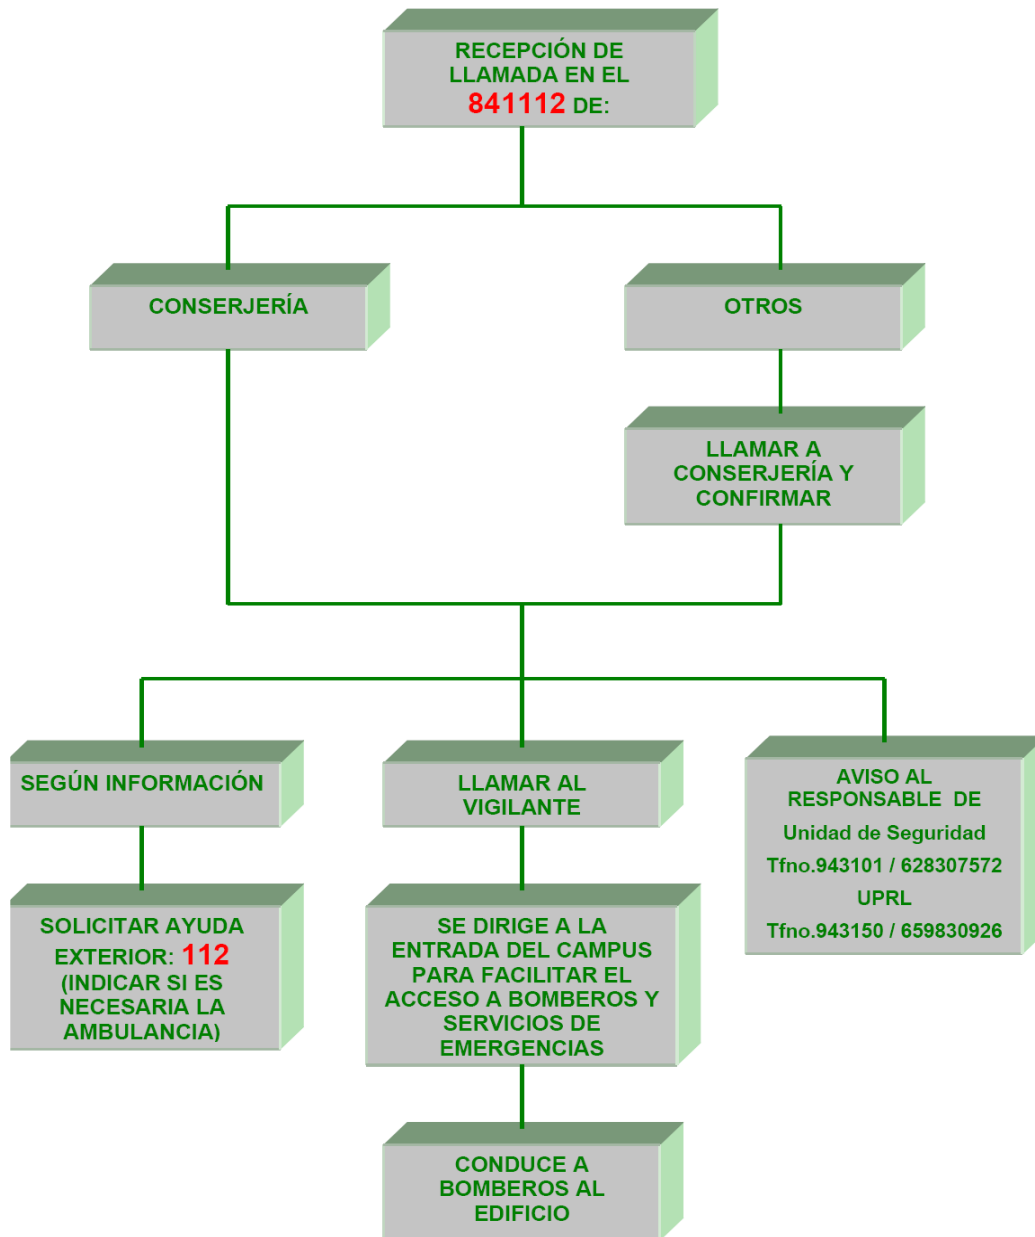 RECEPCIÓN DE
LLAMADA EN EL
841112 DE:
CONSERJERÍA
OTROS
LLAMAR A
CONSERJERÍA Y
CONFIRMAR
SEGÚN INFORMACIÓN
SOLICITAR AYUDA
EXTERIOR: 112
(INDICAR SI ES
NECESARIA LA
AMBULANCIA)
LLAMAR AL
VIGILANTE
SE DIRIGE A LA
ENTRADA DEL CAMPUS
PARA FACILITAR EL
ACCESO A BOMBEROS Y
SERVICIOS DE
EMERGENCIAS
CONDUCE A
BOMBEROS AL
EDIFICIO
AVISO AL
RESPONSABLE DE
Unidad de Seguridad
Tfno.943101 / 628307572
UPRL
Tfno.943150 / 659830926